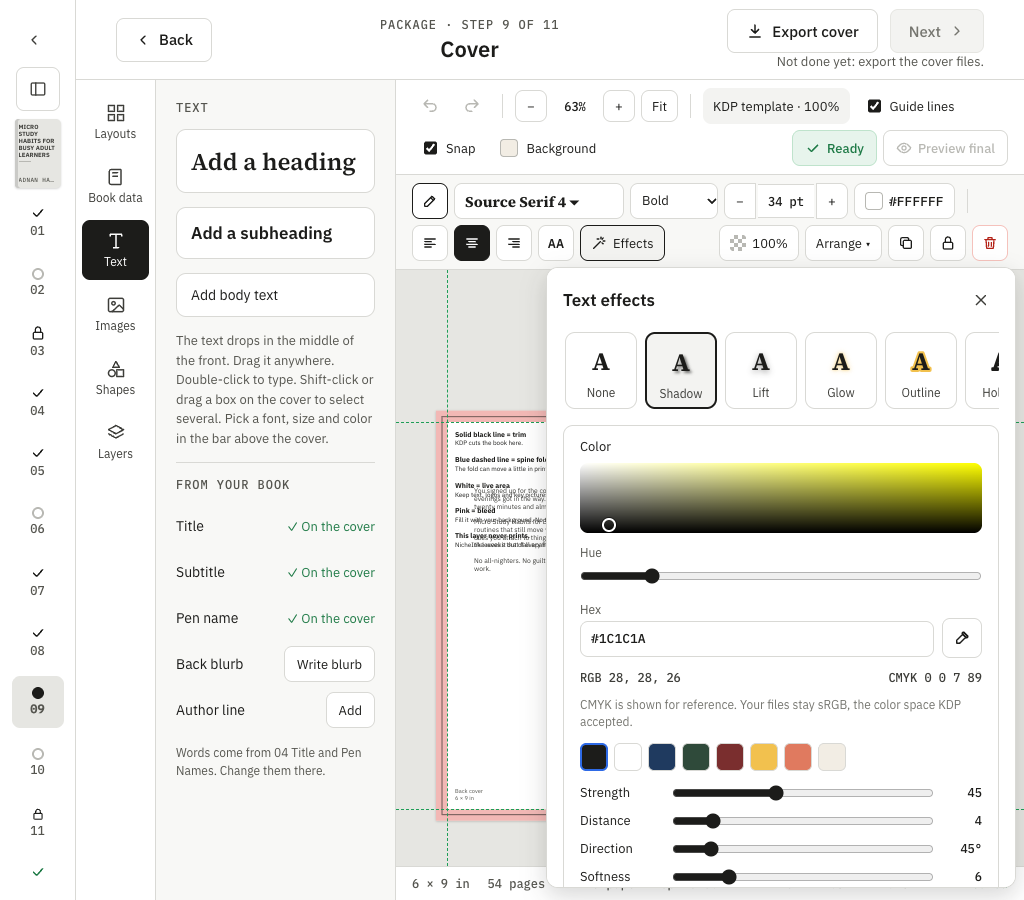 PACKAGE · STEP 9 OF 11
Back
Cover
Export cover
Next
Not done yet: export the cover files.
MICRO
STUDY
HABITS FOR
BUSY ADULT
LEARNERS
ADNAN HA…
01
02
03
04
05
06
07
08
09
10
11
Layouts
Book data
Text
Images
Shapes
Layers
TEXT
Add a heading
Add a subheading
Add body text
The text drops in the middle of
the front. Drag it anywhere.
Double-click to type. Shift-click or
drag a box on the cover to select
several. Pick a font, size and color
in the bar above the cover.
FROM YOUR BOOK
Title ✓ On the cover
Subtitle ✓ On the cover
Pen name ✓ On the cover
Back blurb Write blurb
Author line Add
Words come from 04 Title and Pen
Names. Change them there.
− 63% + Fit KDP template · 100% Guide lines
Snap Background Ready Preview final
Source Serif 4 Bold − 34 pt + #FFFFFF
AA Effects 100% Arrange
Solid black line = trim
KDP cuts the book here.
Blue dashed line = spine fol
The fold can move a little in prin
White = live area
Pink = bleed
This layer never prints
No all-nighters. No guilt
work.
Back cover
6 × 9 in
6 × 9 in 54 pages
Text effects
A A A A A A
None Shadow Lift Glow Outline Hol
Color
Hue
Hex
#1C1C1A
RGB 28, 28, 26 CMYK 0 0 7 89
CMYK is shown for reference. Your files stay sRGB, the color space KDP
accepted.
Strength 45
Distance 4
Direction 45°
Softness 6